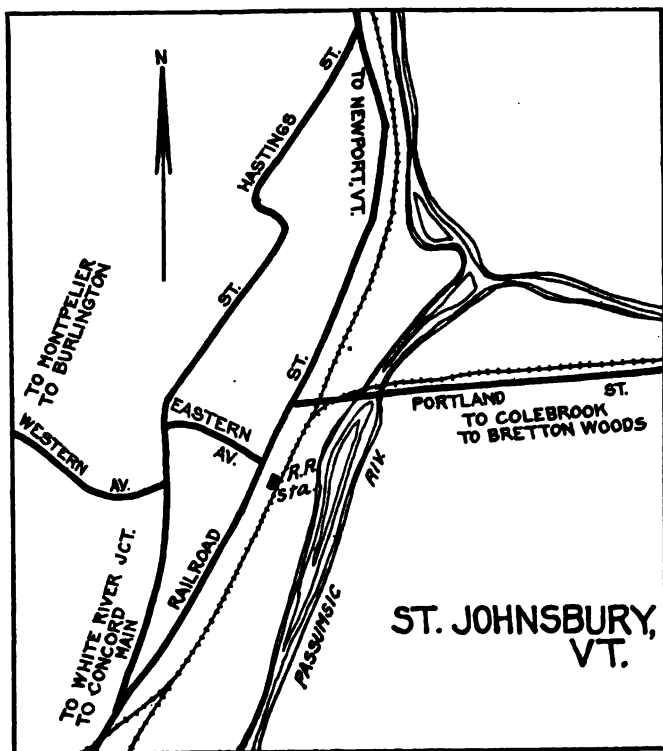 N
HASTINGS ST.
ST.
TO NEWPORT, VT.
TO MONTPELIER
TO BURLINGTON
ST.
EASTERN
AV.
WESTERN
AV.
PORTLAND ST.
TO COLEBROOK
TO BRETTON WOODS
R.R.
Sta.
RIV.
RAILROAD
PASSUMSIC
TO WHITE RIVER JCT.
TO CONCORD
MAIN
ST. JOHNSBURY,
VT.